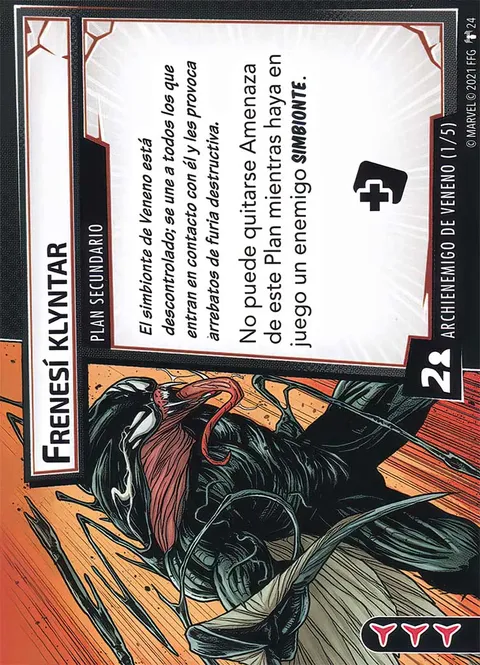 FRENESÍ KLYNTAR
PLAN SECUNDARIO
El simbionte de Veneno está
descontrolado; se une a todos los que
entran en contacto con él y les provoca
arrebatos de furia destructiva.
No puede quitarse Amenaza
de este Plan mientras haya en
juego un enemigo SIMBIONTE.
2
ARCHIENEMIGO DE VENENO (1/5)
© MARVEL © 2021 FFG 24